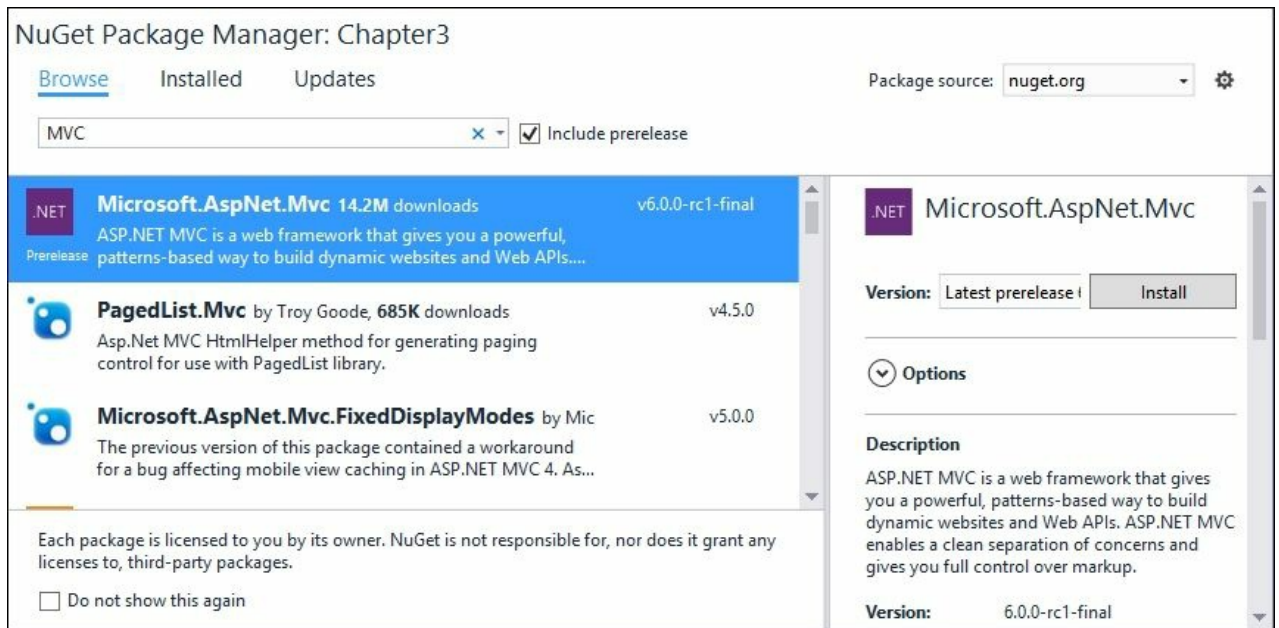 NuGet Package Manager: Chapter3
Browse Installed Updates
Package source: nuget.org
MVC
Include prerelease
.NET
Prerelease
Microsoft.AspNet.Mvc 14.2M downloads v6.0.0-rc1-final
ASP.NET MVC is a web framework that gives you a powerful,
patterns-based way to build dynamic websites and Web APIs....
PagedList.Mvc by Troy Goode, 685K downloads v4.5.0
Asp.Net MVC HtmlHelper method for generating paging
control for use with PagedList library.
Microsoft.AspNet.Mvc.FixedDisplayModes by Mic v5.0.0
The previous version of this package contained a workaround
for a bug affecting mobile view caching in ASP.NET MVC 4. As...
Each package is licensed to you by its owner. NuGet is not responsible for, nor does it grant any
licenses to, third-party packages.
Do not show this again
.NET Microsoft.AspNet.Mvc
Version: Latest prerelease Install
Options
Description
ASP.NET MVC is a web framework that gives
you a powerful, patterns-based way to build
dynamic websites and Web APIs. ASP.NET MVC
enables a clean separation of concerns and
gives you full control over markup.
Version: 6.0.0-rc1-final